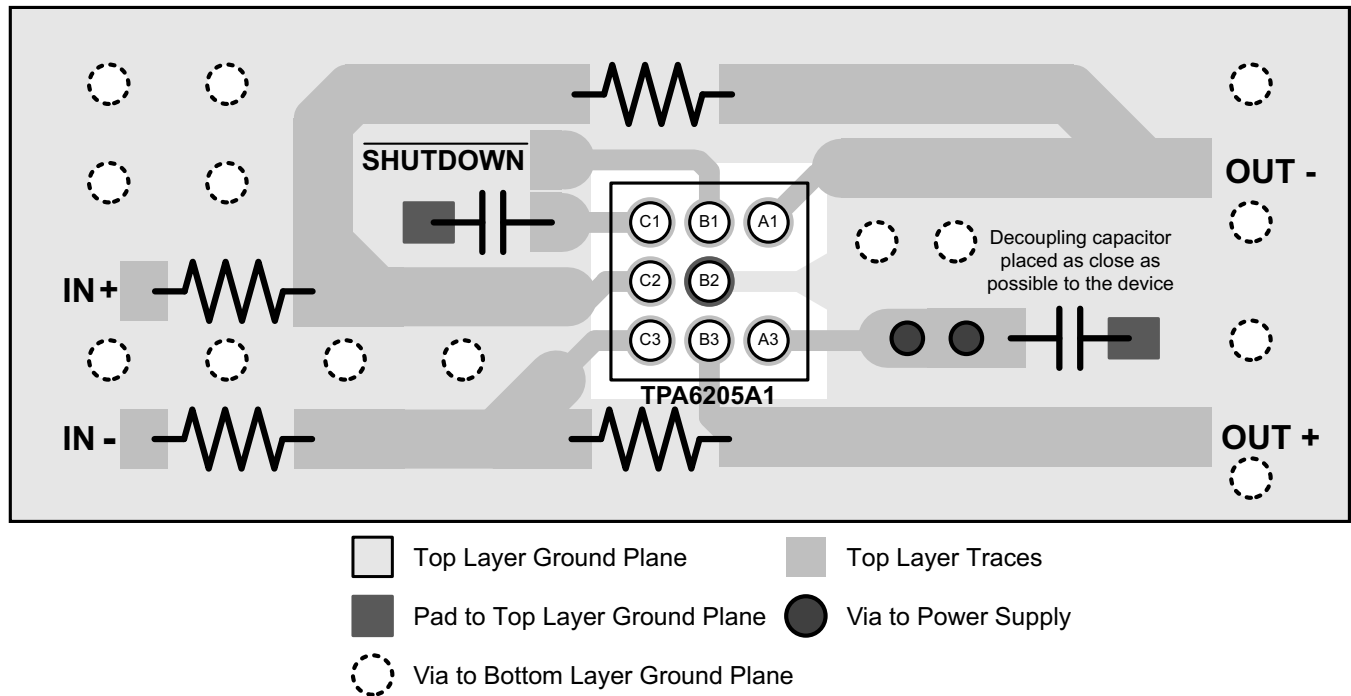 SHUTDOWN
OUT -
C1 B1 A1
Decoupling capacitor
placed as close as
possible to the device
IN+
C2 B2
C3 B3 A3
TPA6205A1
IN -
OUT +
Top Layer Ground Plane
Top Layer Traces
Pad to Top Layer Ground Plane
Via to Power Supply
Via to Bottom Layer Ground Plane